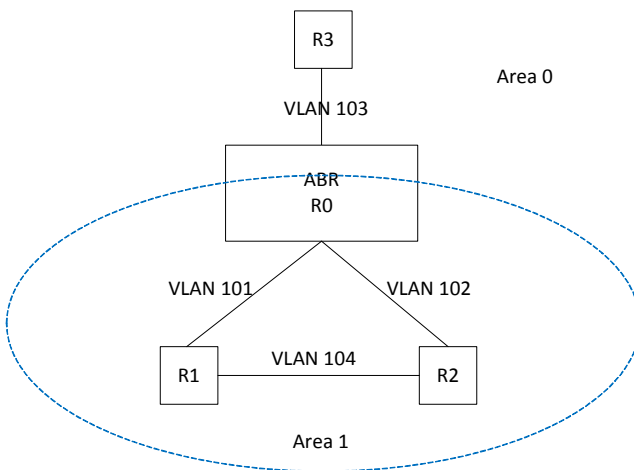 R3
Area 0
VLAN 103
ABR
R0
VLAN 101
VLAN 102
R1
VLAN 104
R2
Area 1